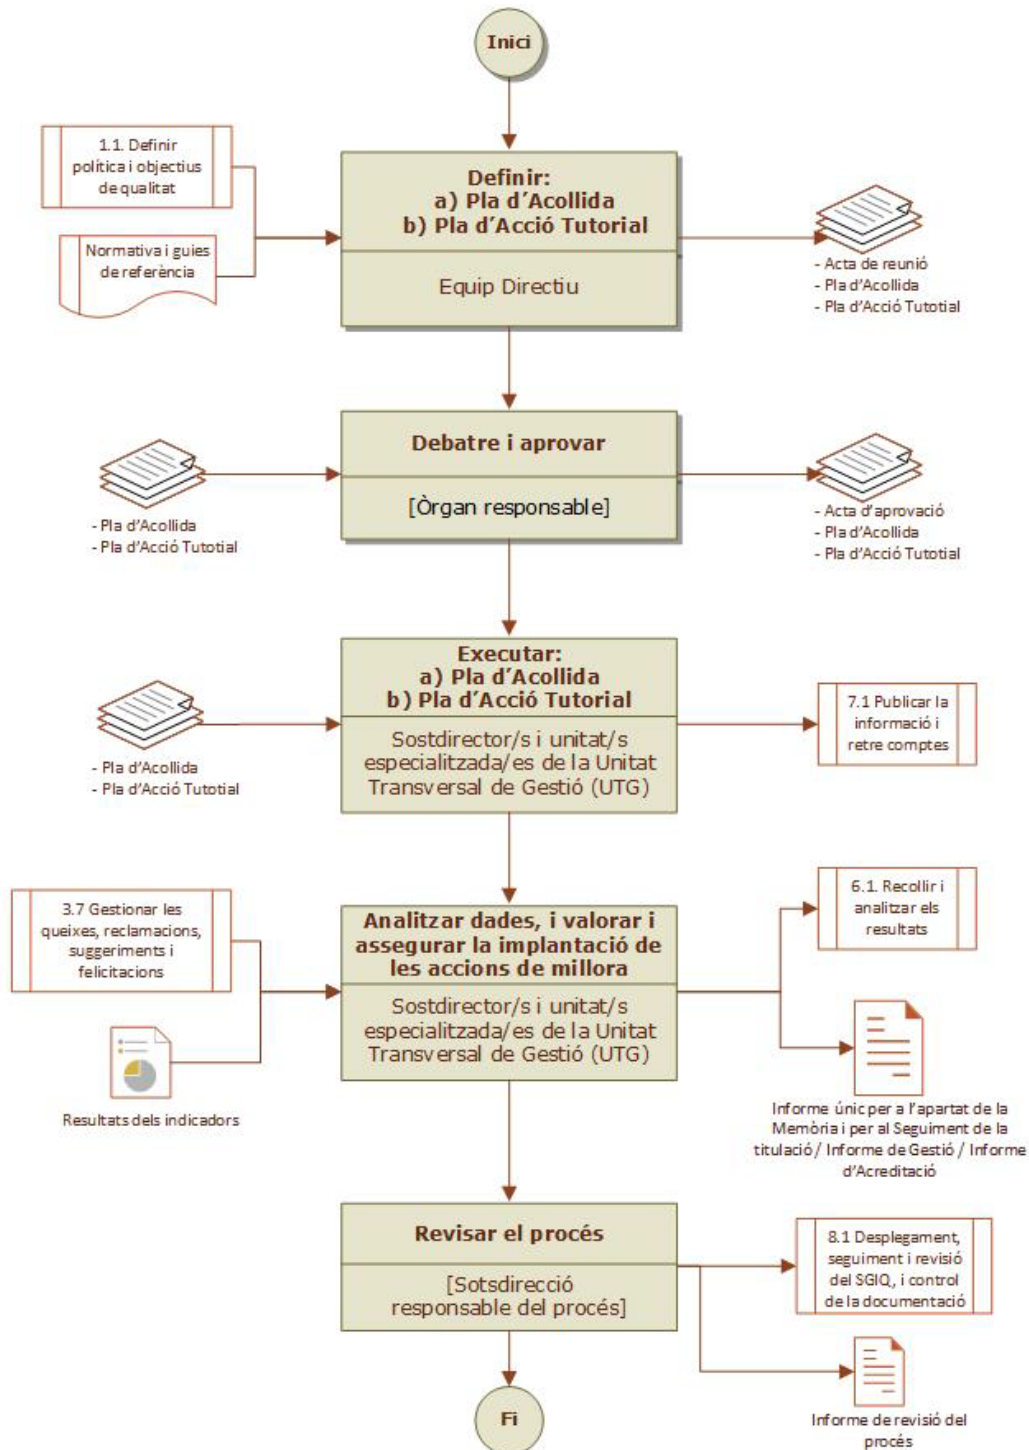 Inici
1.1. Definir
política i objectius
de qualitat
Normativa i guies
de referència
Definir:
a) Pla d'Acollida
b) Pla d'Acció Tutorial
Equip Directiu
- Acta de reunió
- Pla d'Acollida
- Pla d'Acció Tutotial
- Pla d'Acollida
- Pla d'Acció Tutotial
Debatre i aprovar
[Òrgan responsable]
- Acta d'aprovació
- Pla d'Acollida
- Pla d'Acció Tutotial
- Pla d'Acollida
- Pla d'Acció Tutotial
Executar:
a) Pla d'Acollida
b) Pla d'Acció Tutorial
Sostdirector/s i unitat/s
especialitzada/es de la Unitat
Transversal de Gestió (UTG)
7.1 Publicar la
informació i
retre comptes
3.7 Gestionar les
queixes, reclamacions,
suggeriments i
felicitacions
Resultats dels indicadors
Analitzar dades, i valorar i
assegurar la implantació de
les accions de millora
Sostdirector/s i unitat/s
especialitzada/es de la Unitat
Transversal de Gestió (UTG)
6.1. Recollir i
analitzar els
resultats
Informe únic per a l'apartat de la
Memòria i per al Seguiment de la
titulació / Informe de Gestió / Informe
d'Acreditació
Revisar el procés
[Sotsdirecció
responsable del procés]
8.1 Desplegament,
seguiment i revisió
del SGIQ, i control
de la documentació
Informe de revisió del
procés
Fi